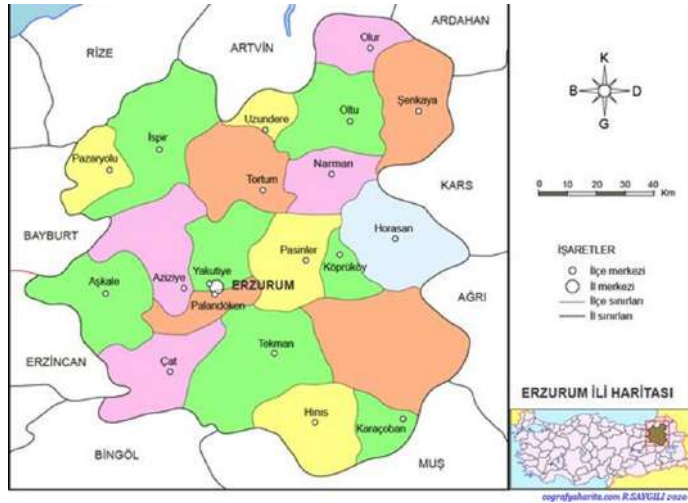 ARDAHAN
RİZE
ARTVİN
Olur
K
B
D
G
Şenkaya
Uzundere
Oltu
İspir
Pazaryolu
Narman
Tortum
KARS
0 10 20 30 40 Km
BAYBURT
Horasan
Pasinler
Köprüköy
İŞARETLER
İlçe merkezi
İl merkezi
İlçe sınırları
İl sınırları
Aşkale
Aziziye
Yakutiye
ERZURUM
Palandöken
AĞRI
ERZİNCAN
Çat
Tekman
ERZURUM İLİ HARİTASI
Hınıs
Karaçoban
BİNGÖL
MUŞ
cografyaharita.com R.SAYGILI 2020